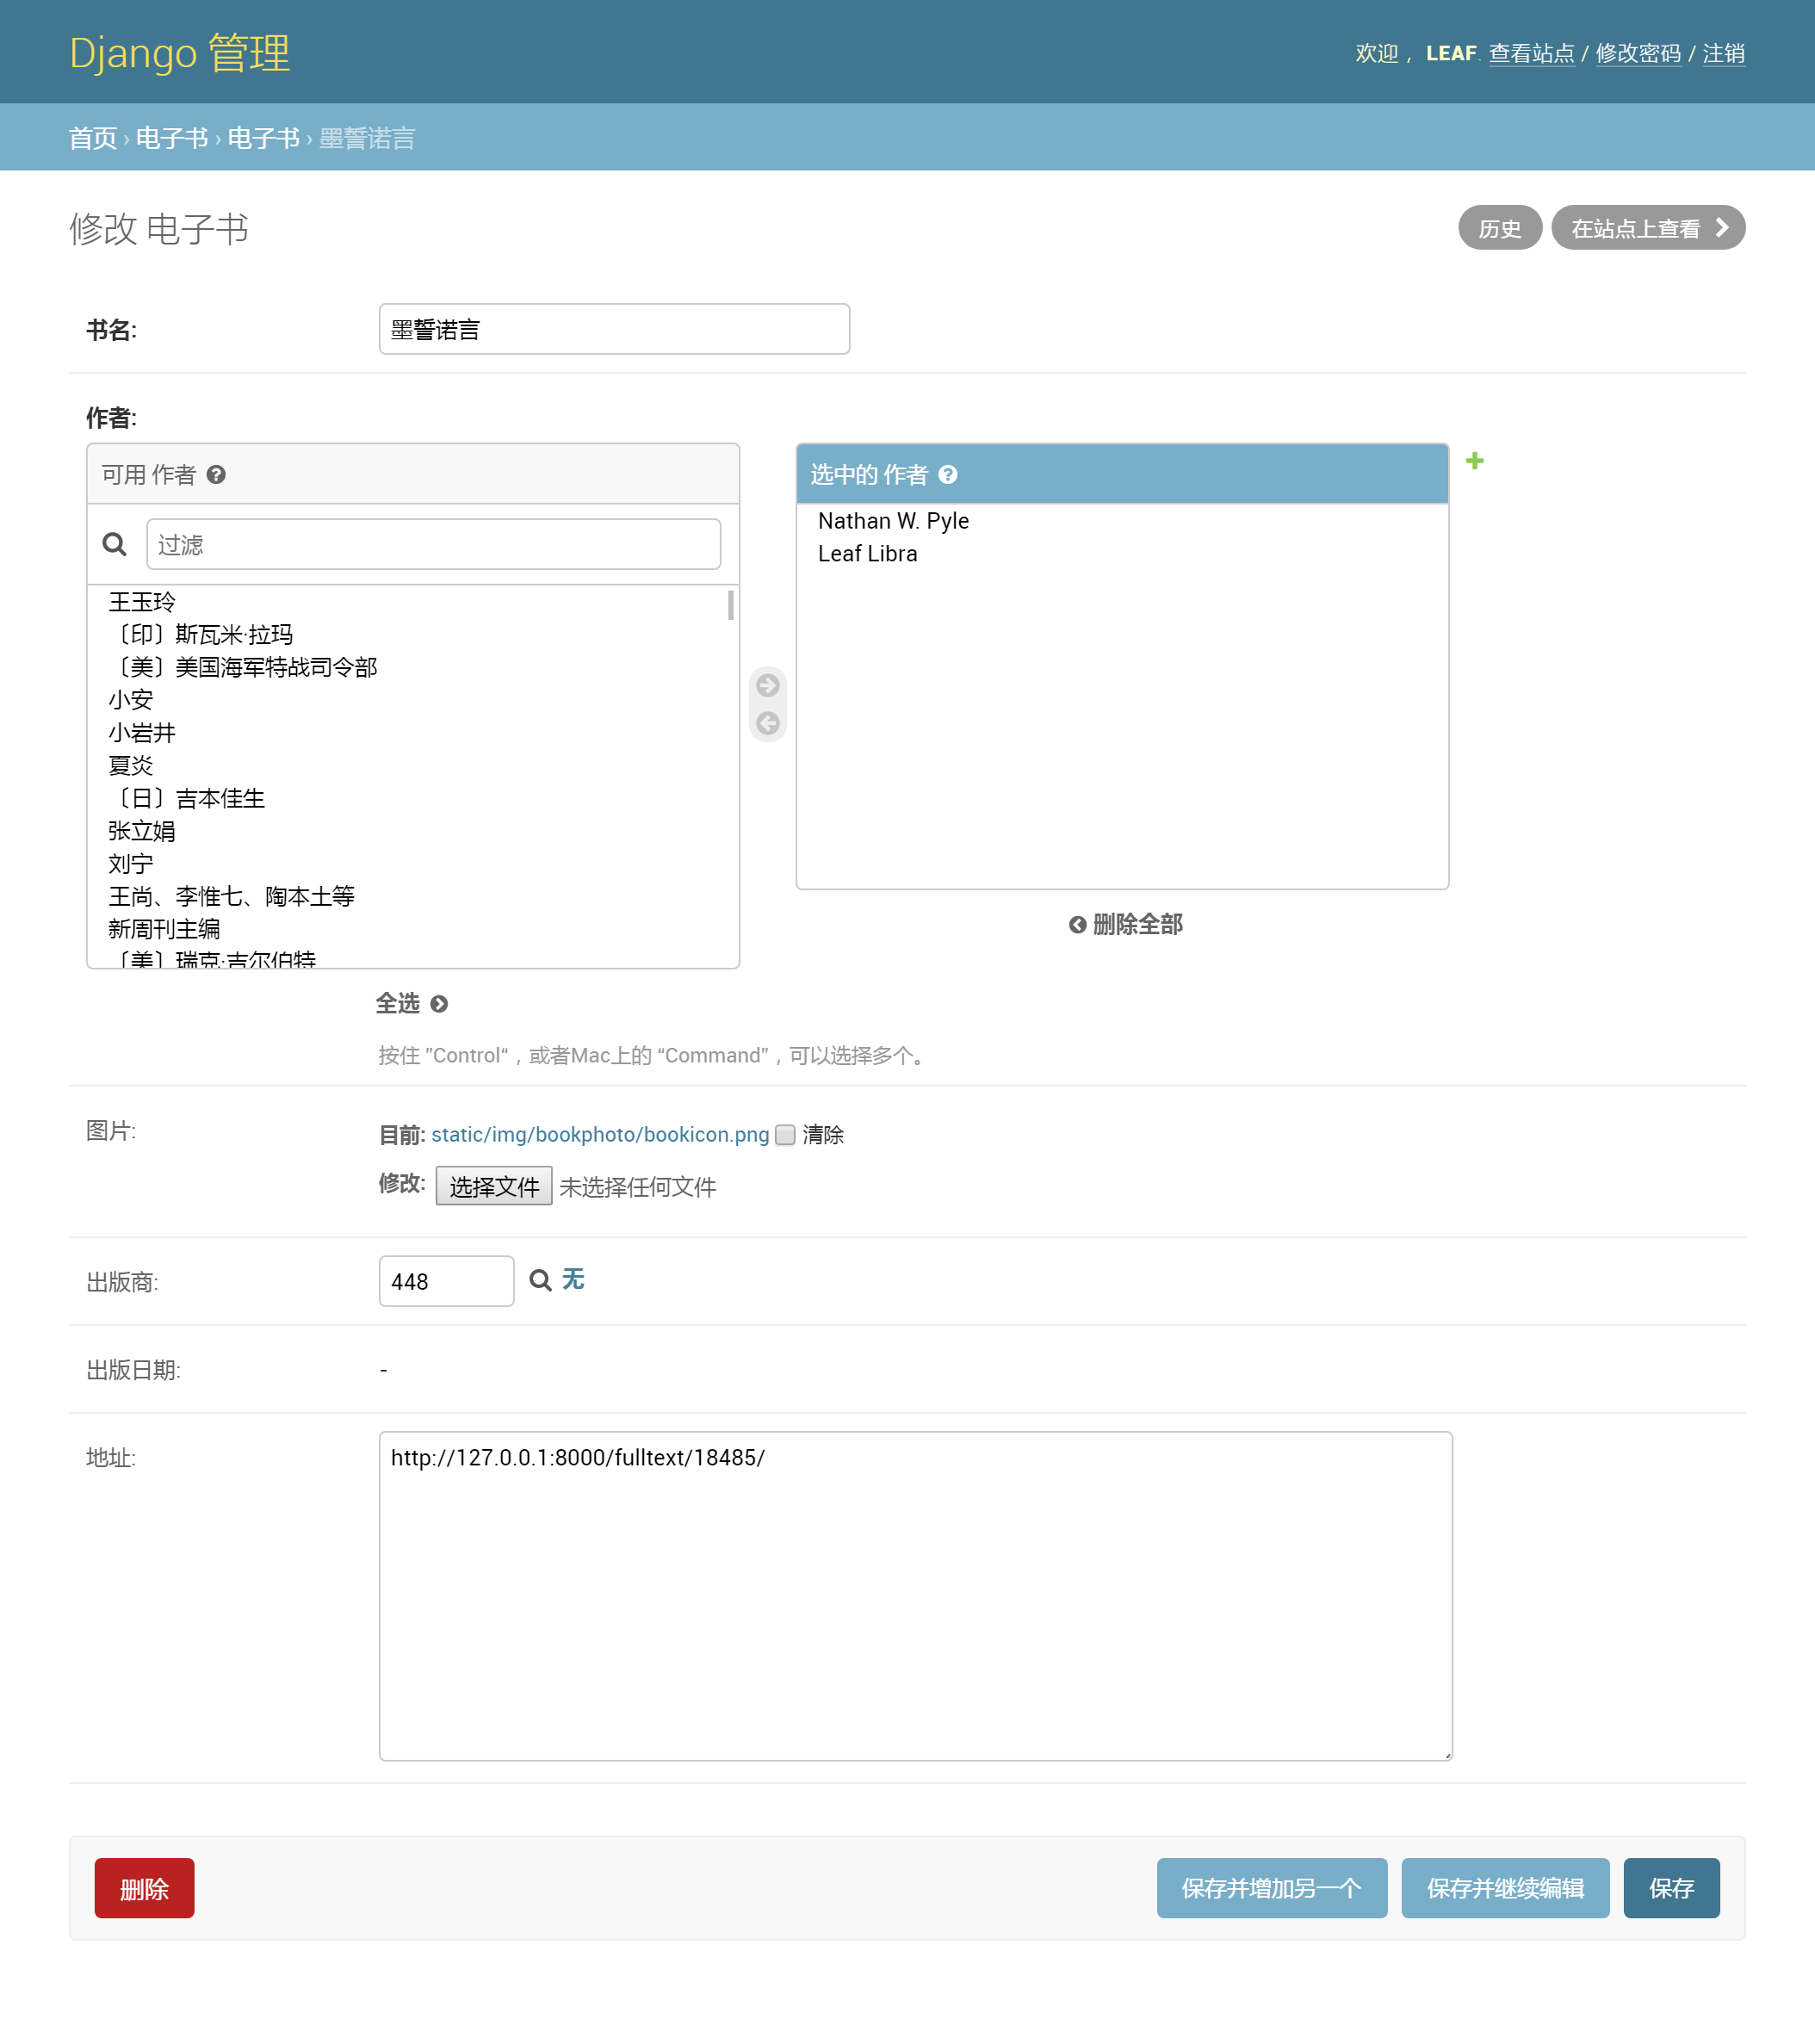 Django 管理
欢迎， LEAF. 查看站点 / 修改密码 / 注销
首页 › 电子书 › 电子书 › 墨誓诺言
修改 电子书
历史
在站点上查看
书名:
墨誓诺言
作者:
可用 作者
过滤
王玉玲
〔印〕斯瓦米·拉玛
〔美〕美国海军特战司令部
小安
小岩井
夏炎
〔日〕吉本佳生
张立娟
刘宁
王尚、李惟七、陶本土等
新周刊主编
〔美〕瑞克·吉尔伯特
全选
选中的 作者
Nathan W. Pyle
Leaf Libra
删除全部
按住 ”Control“，或者Mac上的 “Command”，可以选择多个。
图片:
目前: static/img/bookphoto/bookicon.png 清除
修改: 选择文件 未选择任何文件
出版商:
448
无
出版日期:
-
地址:
http://127.0.0.1:8000/fulltext/18485/
删除
保存并增加另一个
保存并继续编辑
保存